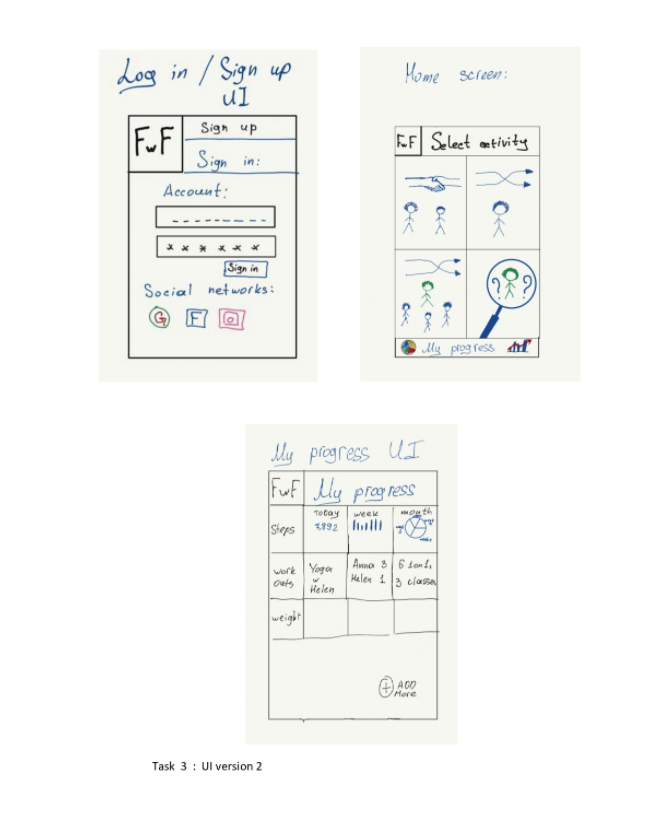 Log in / Sign up
UI
FwF
Sign up
Sign in:
Account:
- - - - - - - - -
* * * * * *
Sign in
Social networks:
G F
Home screen:
FwF Select activity
? ?
My progress
My progress UI
FwF My progress
Steps
Today
7,892
week
month
work
outs
Yoga
w
Helen
Anna 3
Helen 1
6 1on1,
3 classes
weight
+ ADD
More
Task 3 : UI version 2